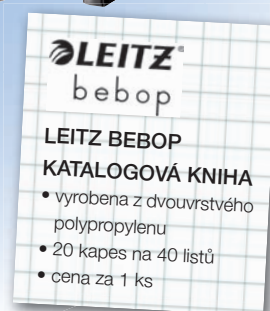 LEITZ
bebop
LEITZ BEBOP
KATALOGOVÁ KNIHA
• vyrobena z dvouvrstvého
polypropylenu
• 20 kapes na 40 listů
• cena za 1 ks